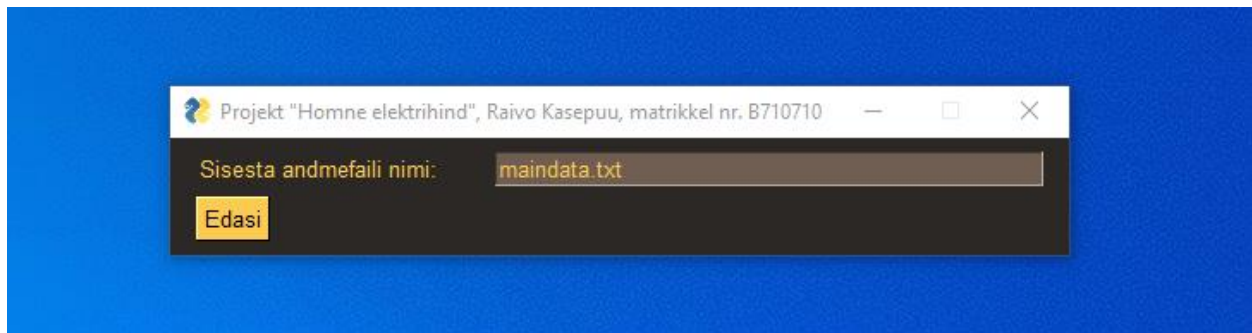 Projekt "Homne elektrihind", Raivo Kasepuu, matrikkel nr. B710710
Sisesta andmefaili nimi: maindata.txt
Edasi